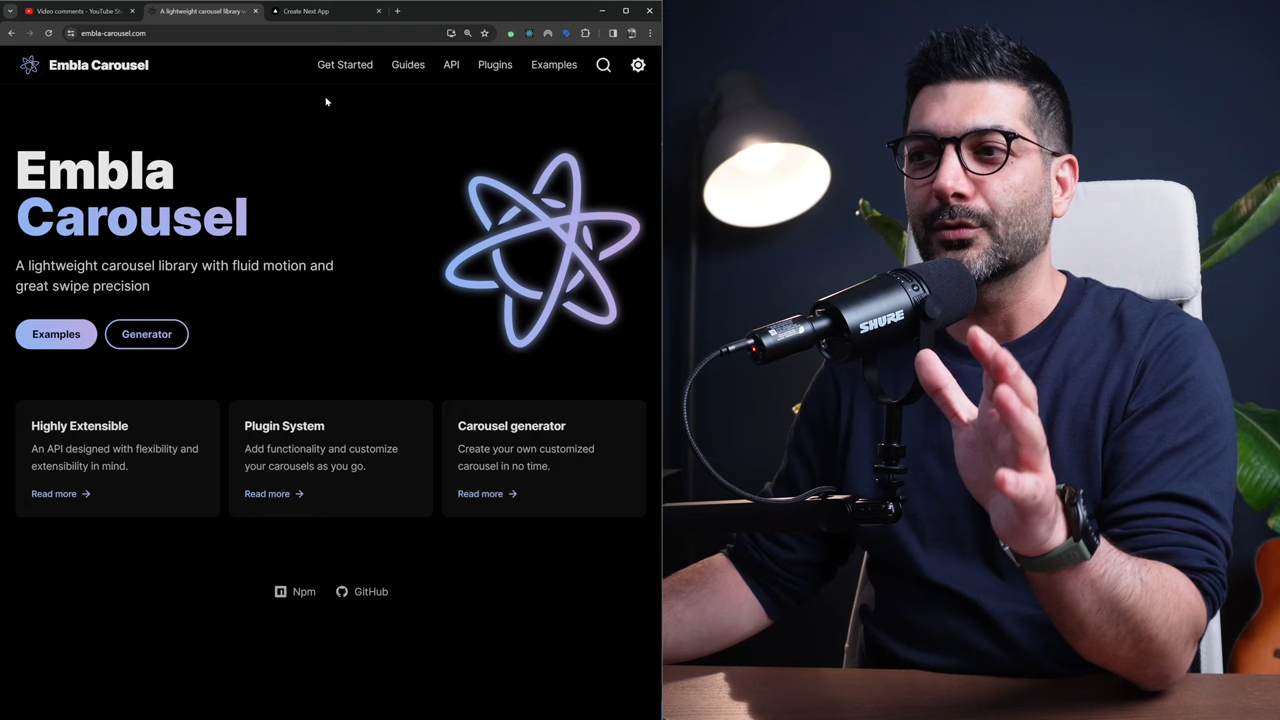 Video comments - YouTube St
A lightweight carousel library w
Create Next App
embla-carousel.com
Embla Carousel
Get Started
Guides
API
Plugins
Examples
Embla
Carousel
A lightweight carousel library with fluid motion and
great swipe precision
Examples
Generator
Highly Extensible
An API designed with flexibility and
extensibility in mind.
Read more
Plugin System
Add functionality and customize
your carousels as you go.
Read more
Carousel generator
Create your own customized
carousel in no time.
Read more
Npm
GitHub
SHURE